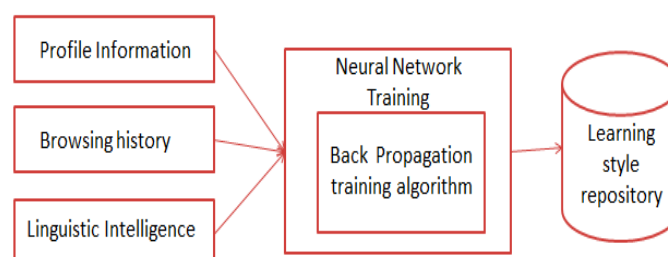 Profile Information
Browsing history
Linguistic Intelligence
Neural Network
Training
Back Propagation
training algorithm
Learning
style
repository